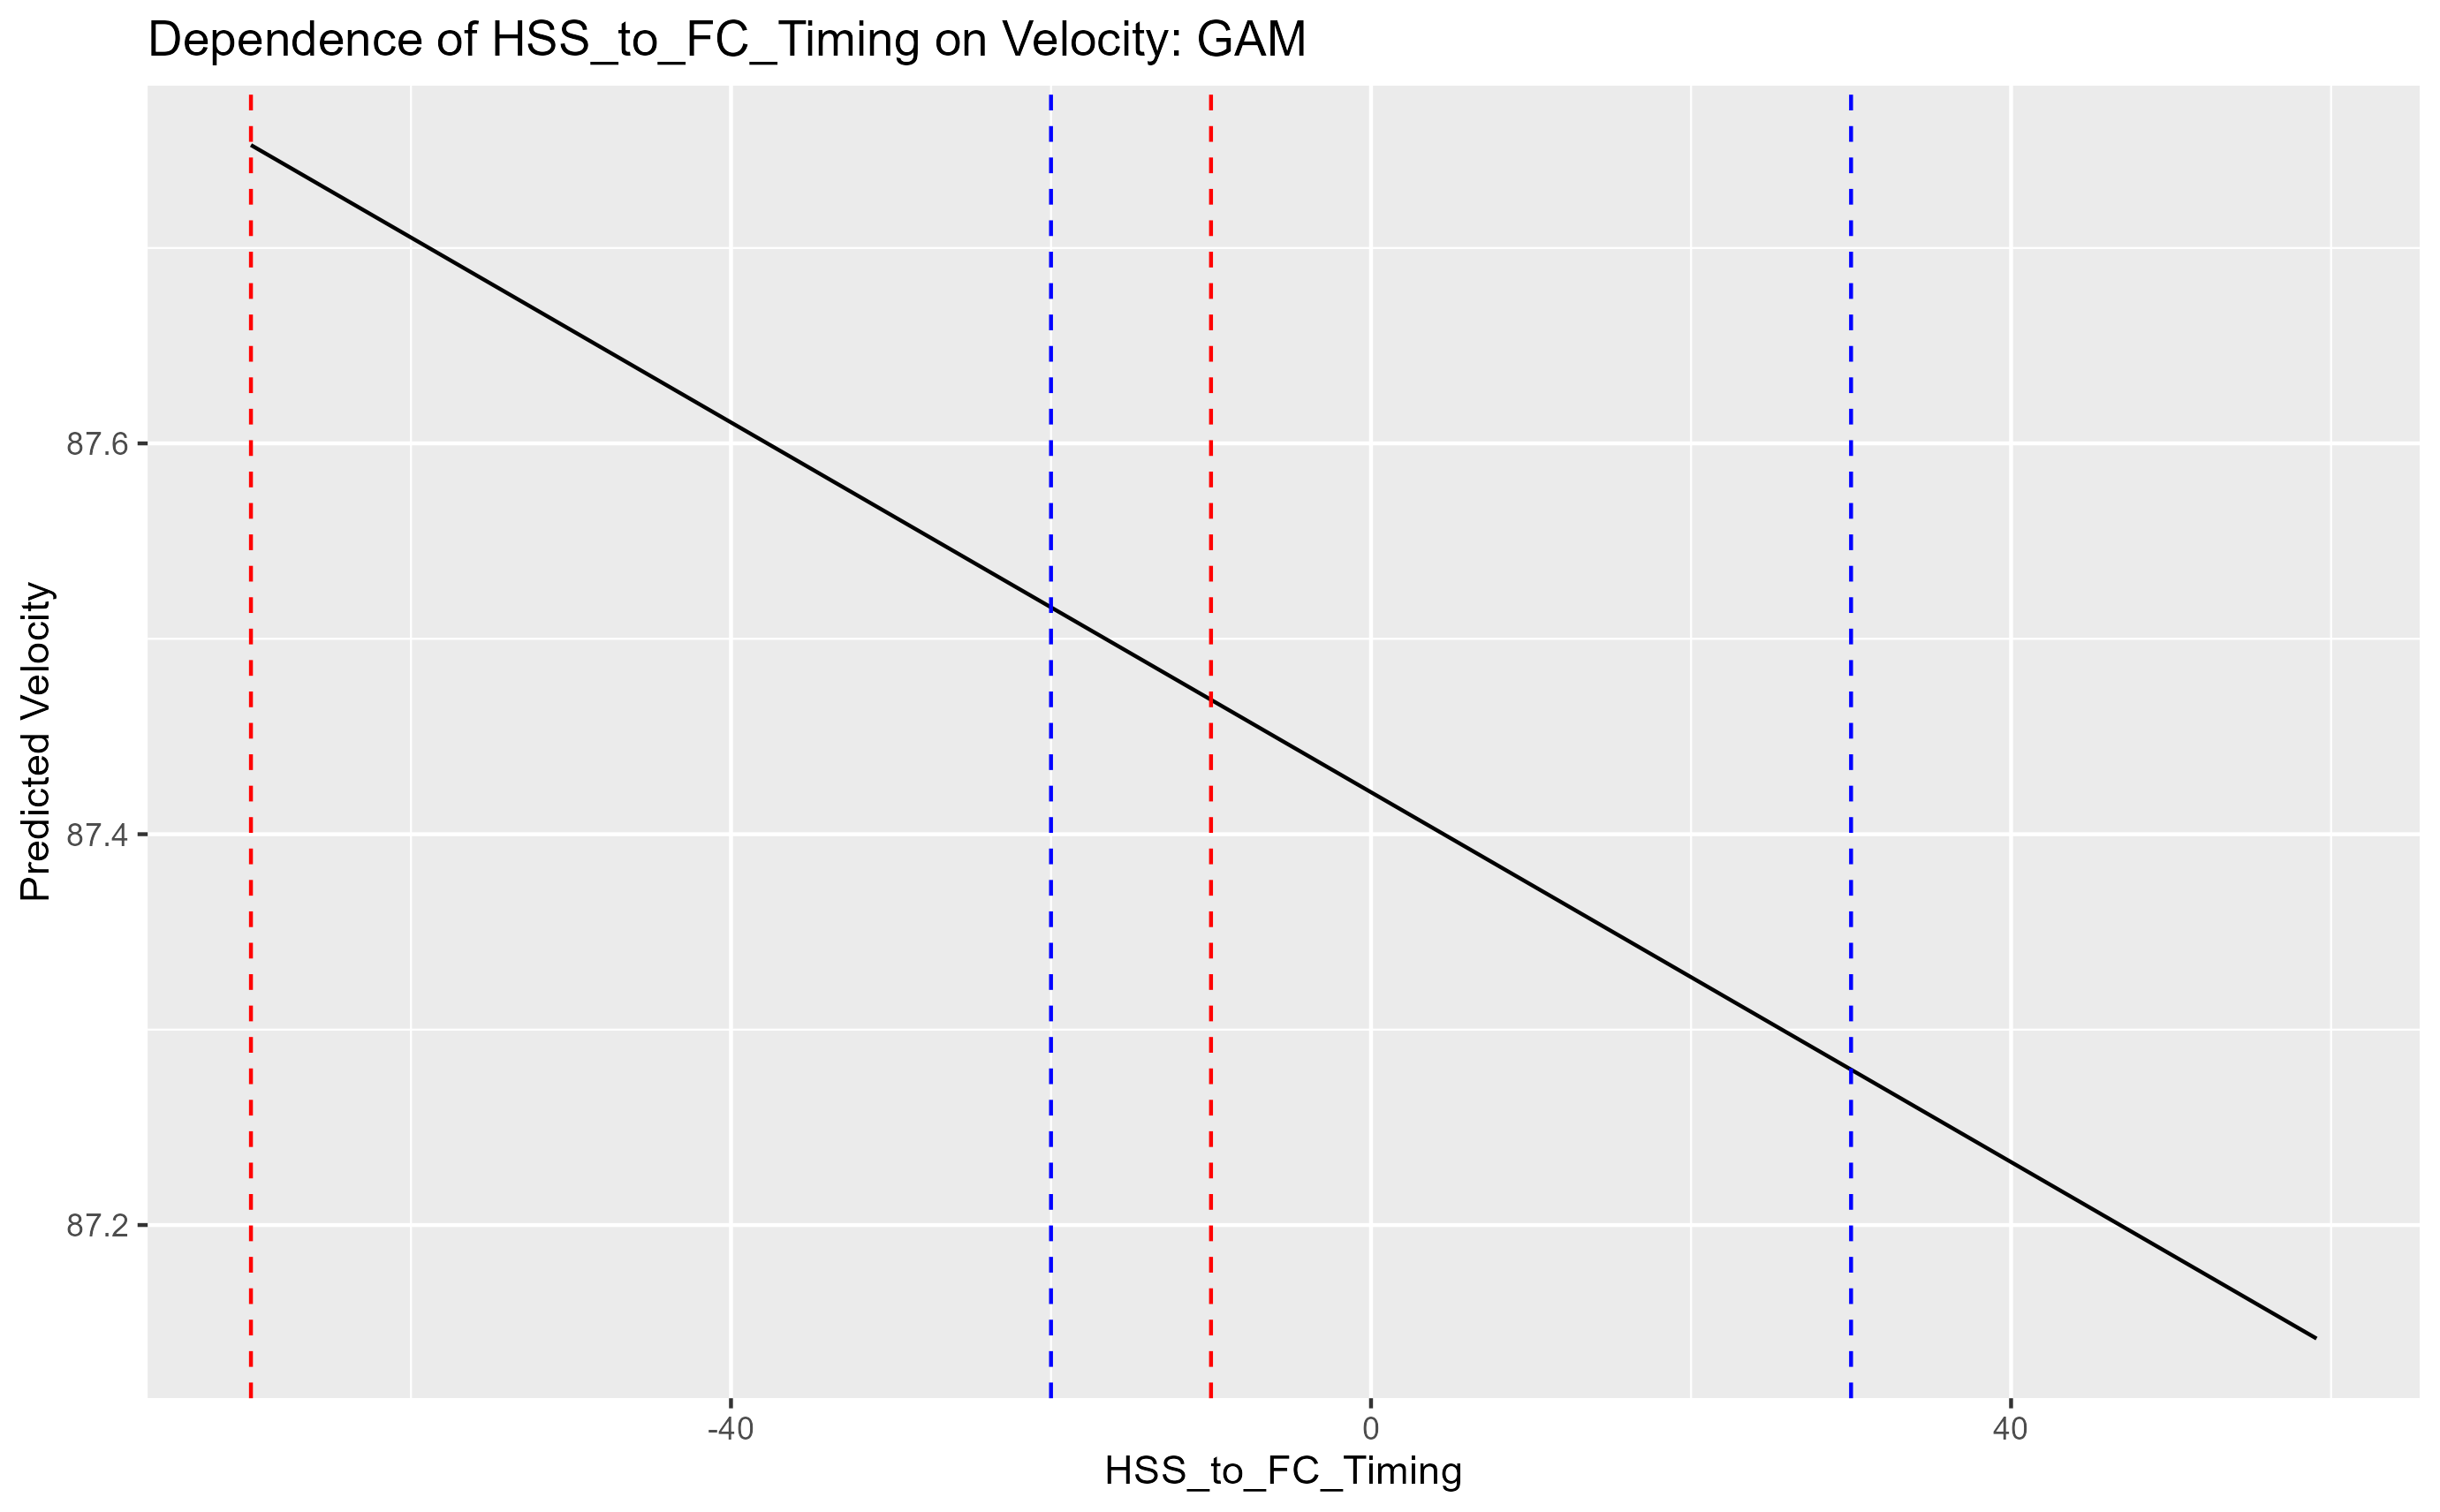 Dependence of HSS_to_FC_Timing on Velocity: GAM
Predicted Velocity
87.6
87.4
87.2
-40
0
40
HSS_to_FC_Timing